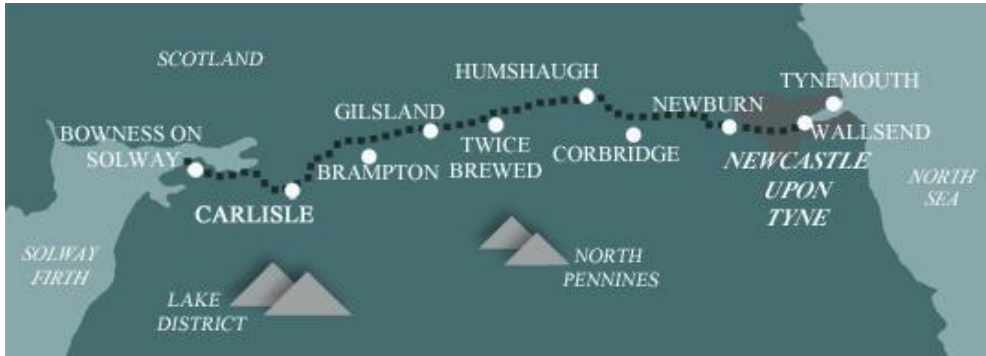 SCOTLAND
HUMSHAUGH
TYNEMOUTH
GILSLAND
NEWBURN
BOWNESS ON
SOLWAY
BRAMPTON
TWICE
BREWED
CORBRIDGE
WALLSEND
NEWCASTLE
UPON
TYNE
NORTH
SEA
CARLISLE
SOLWAY
FIRTH
NORTH
PENNINES
LAKE
DISTRICT